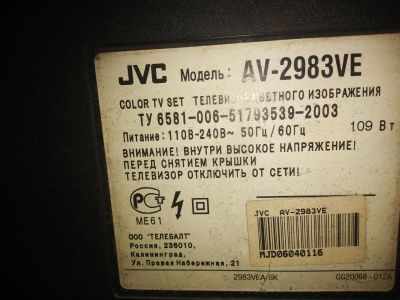 JVC Модель: AV-2983VE
COLOR TV SET ТЕЛЕВИЗОР ЦВЕТНОГО ИЗОБРАЖЕНИЯ
ТУ 6581-006-51793539-2003
Питание: 110В-240В~ 50Гц/60Гц 109 Вт
ВНИМАНИЕ! ВНУТРИ ВЫСОКОЕ НАПРЯЖЕНИЕ!
ПЕРЕД СНЯТИЕМ КРЫШКИ
ТЕЛЕВИЗОР ОТКЛЮЧИТЬ ОТ СЕТИ!
МЕ61
ООО "ТЕЛЕБАЛТ"
Россия, 236010,
Калининград,
Ул. Правая Набережная, 21
JVC AV-2983VE
MJD06040116
2983VEA/SK GG20068-012A